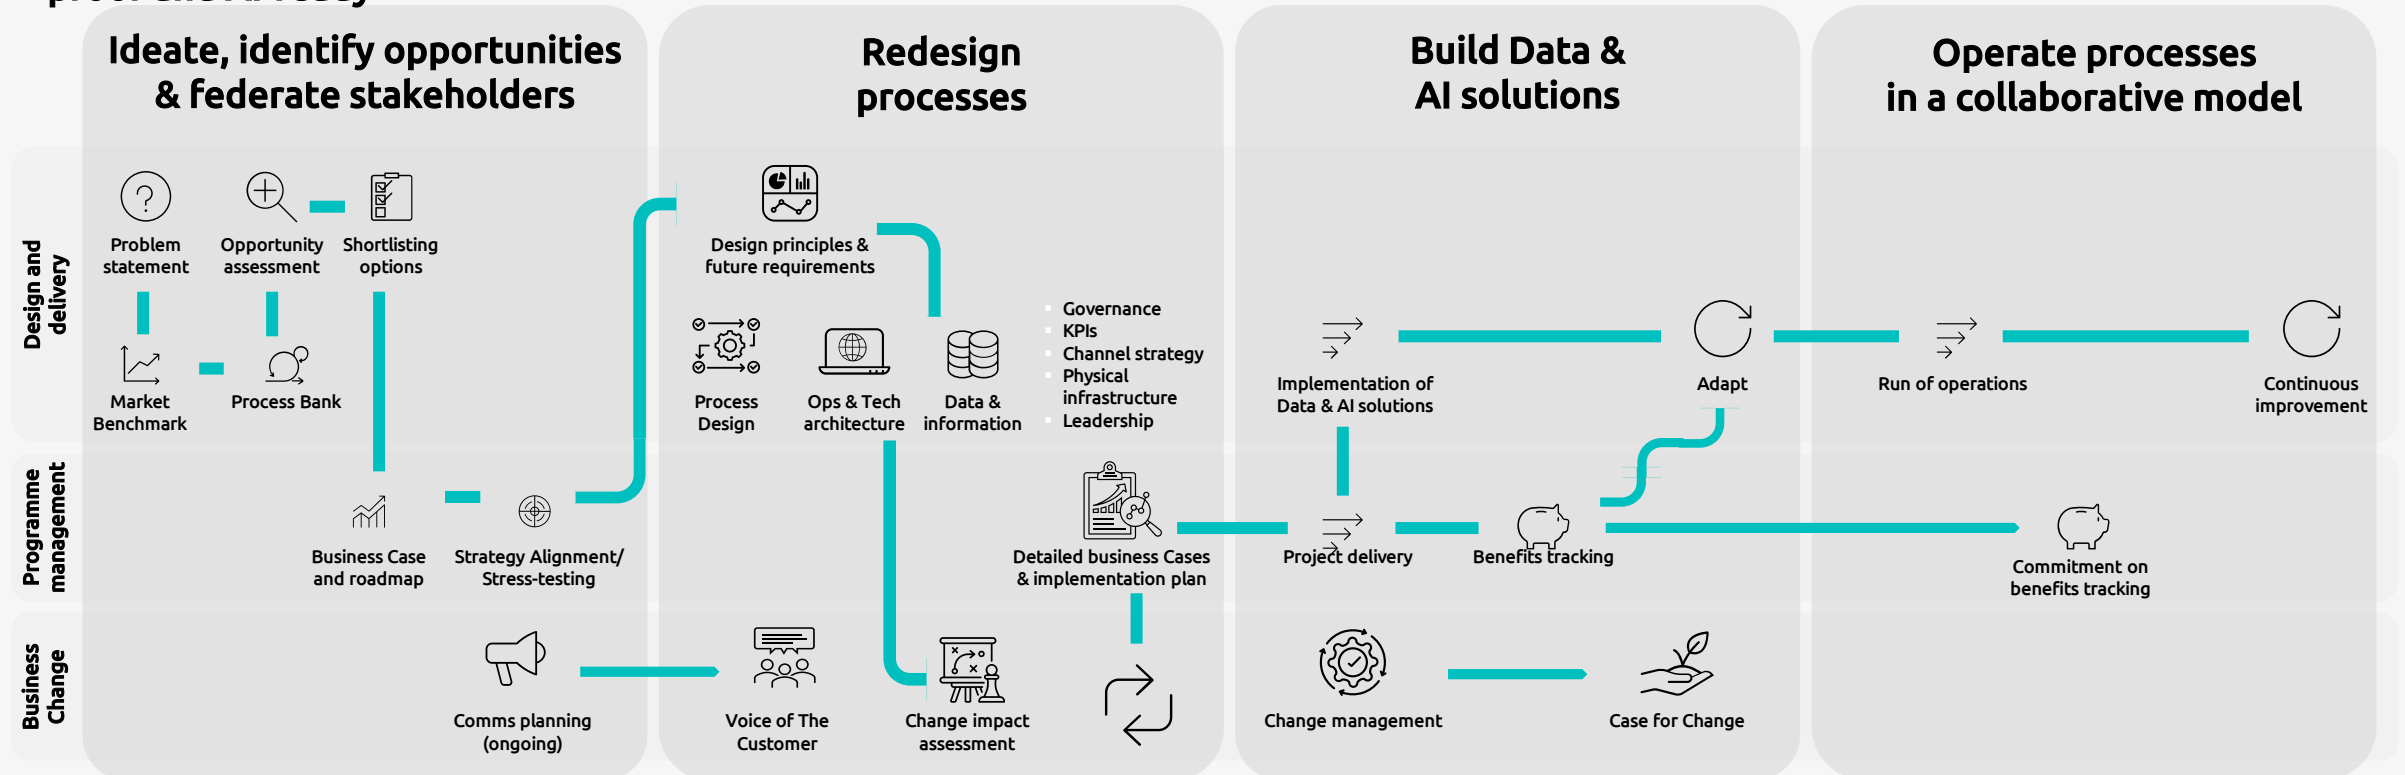 Ideate, identify opportunities
& federate stakeholders
Redesign
processes
Build Data &
AI solutions
Operate processes
in a collaborative model
Design and
delivery
Problem
statement
Opportunity
assessment
Shortlisting
options
Market
Benchmark
Process Bank
Design principles &
future requirements
Process
Design
Ops & Tech
architecture
Data &
information
Governance
KPIs
Channel strategy
Physical
infrastructure
Leadership
Implementation of
Data & AI solutions
Adapt
Run of operations
Continuous
improvement
Programme
management
Business Case
and roadmap
Strategy Alignment/
Stress-testing
Detailed business Cases
& implementation plan
Project delivery
Benefits tracking
Commitment on
benefits tracking
Business
Change
Comms planning
(ongoing)
Voice of The
Customer
Change impact
assessment
Change management
Case for Change